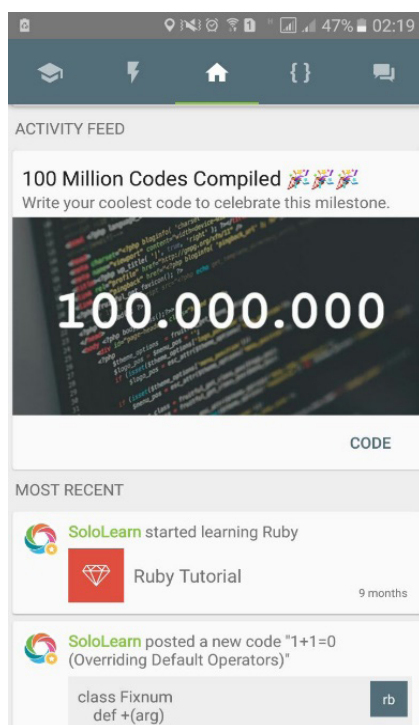 47% 02:19
{ }
ACTIVITY FEED
100 Million Codes Compiled 🎉🎉🎉
Write your coolest code to celebrate this milestone.
100.000.000
CODE
MOST RECENT
SoloLearn started learning Ruby
Ruby Tutorial
9 months
SoloLearn posted a new code "1+1=0
(Overriding Default Operators)"
class Fixnum
rb
def +(arg)